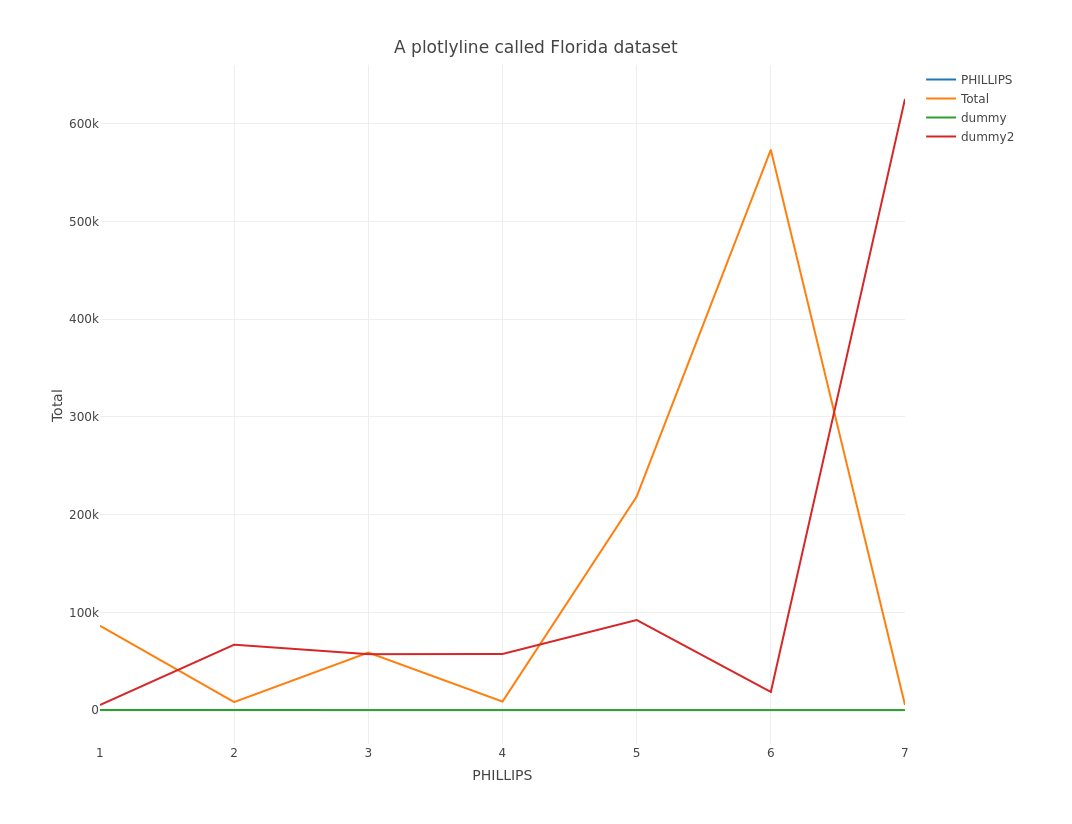 A plotlyline called Florida dataset
PHILLIPS
Total
dummy
dummy2
600k
500k
400k
300k
200k
100k
0
Total
1 2 3 4 5 6 7
PHILLIPS